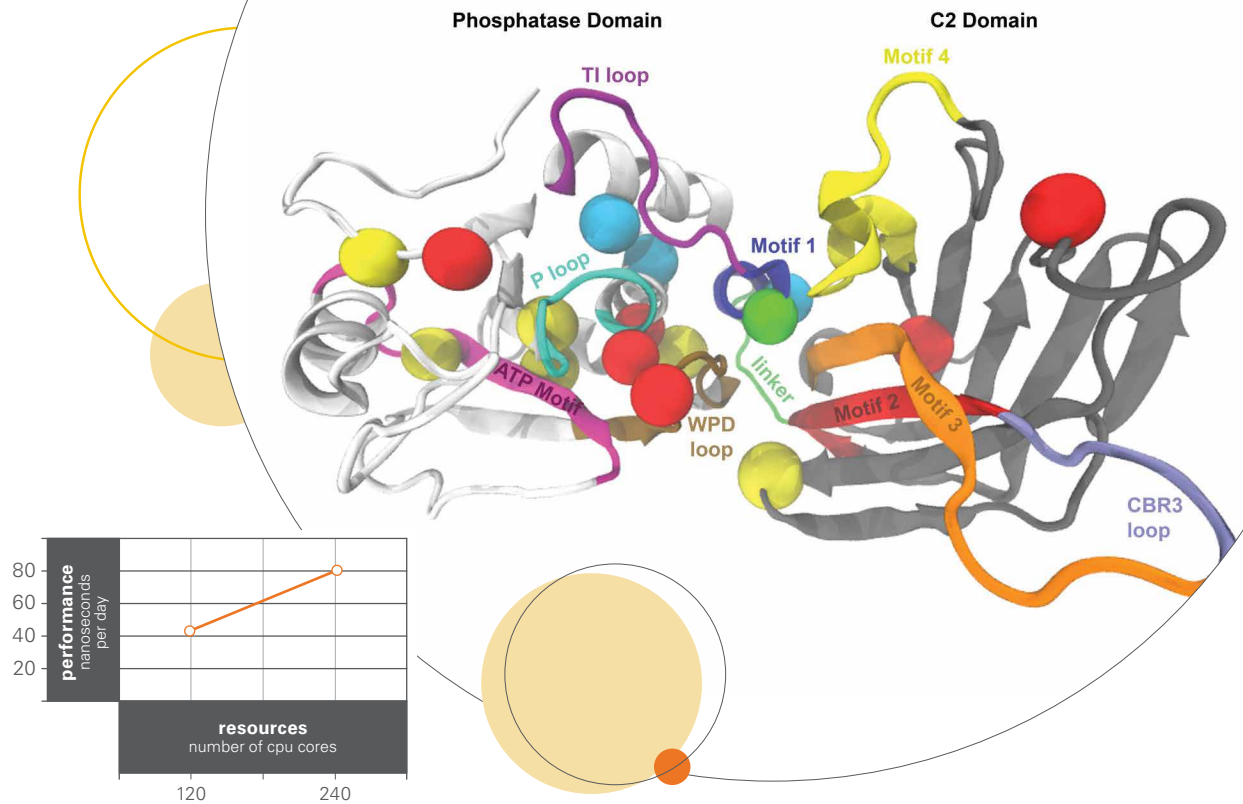 Phosphatase Domain
C2 Domain
TI loop
Motif 4
Motif 1
P loop
linker
ATP Motif
Motif 2
Motif 3
WPD
loop
CBR3
loop
80
60
40
20
performance
nanoseconds
per day
resources
number of cpu cores
120
240